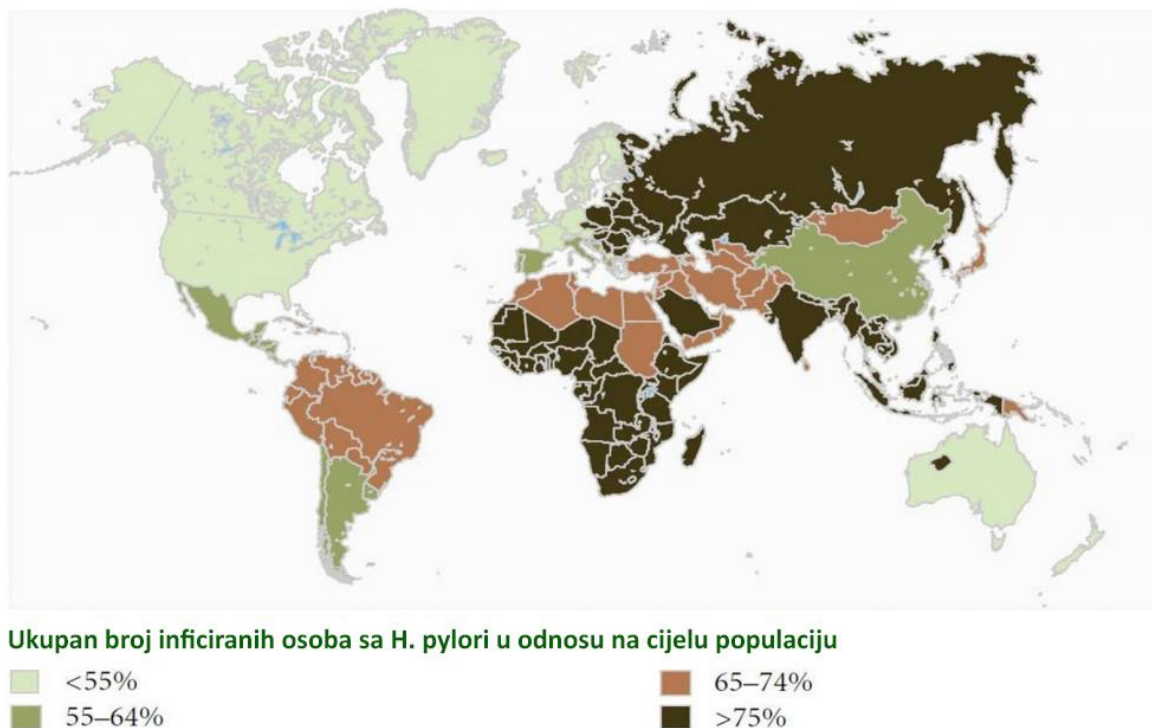 Ukupan broj inficiranih osoba sa H. pylori u odnosu na cijelu populaciju
<55%
55–64%
65–74%
>75%